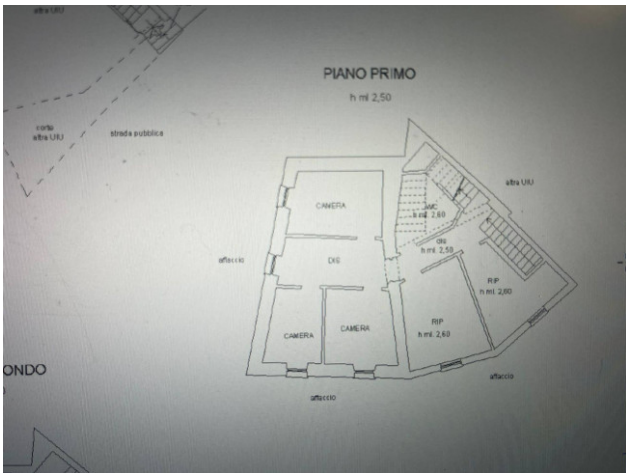 altra UIU
PIANO PRIMO
h ml 2,50
corte
altra UIU
strada pubblica
altra UIU
CAMERA
WC
h ml. 2,60
dis
h ml. 2,50
affaccio
DIS
RIP
h ml. 2,60
CAMERA
CAMERA
RIP
h ml. 2,60
ONDO
affaccio
affaccio